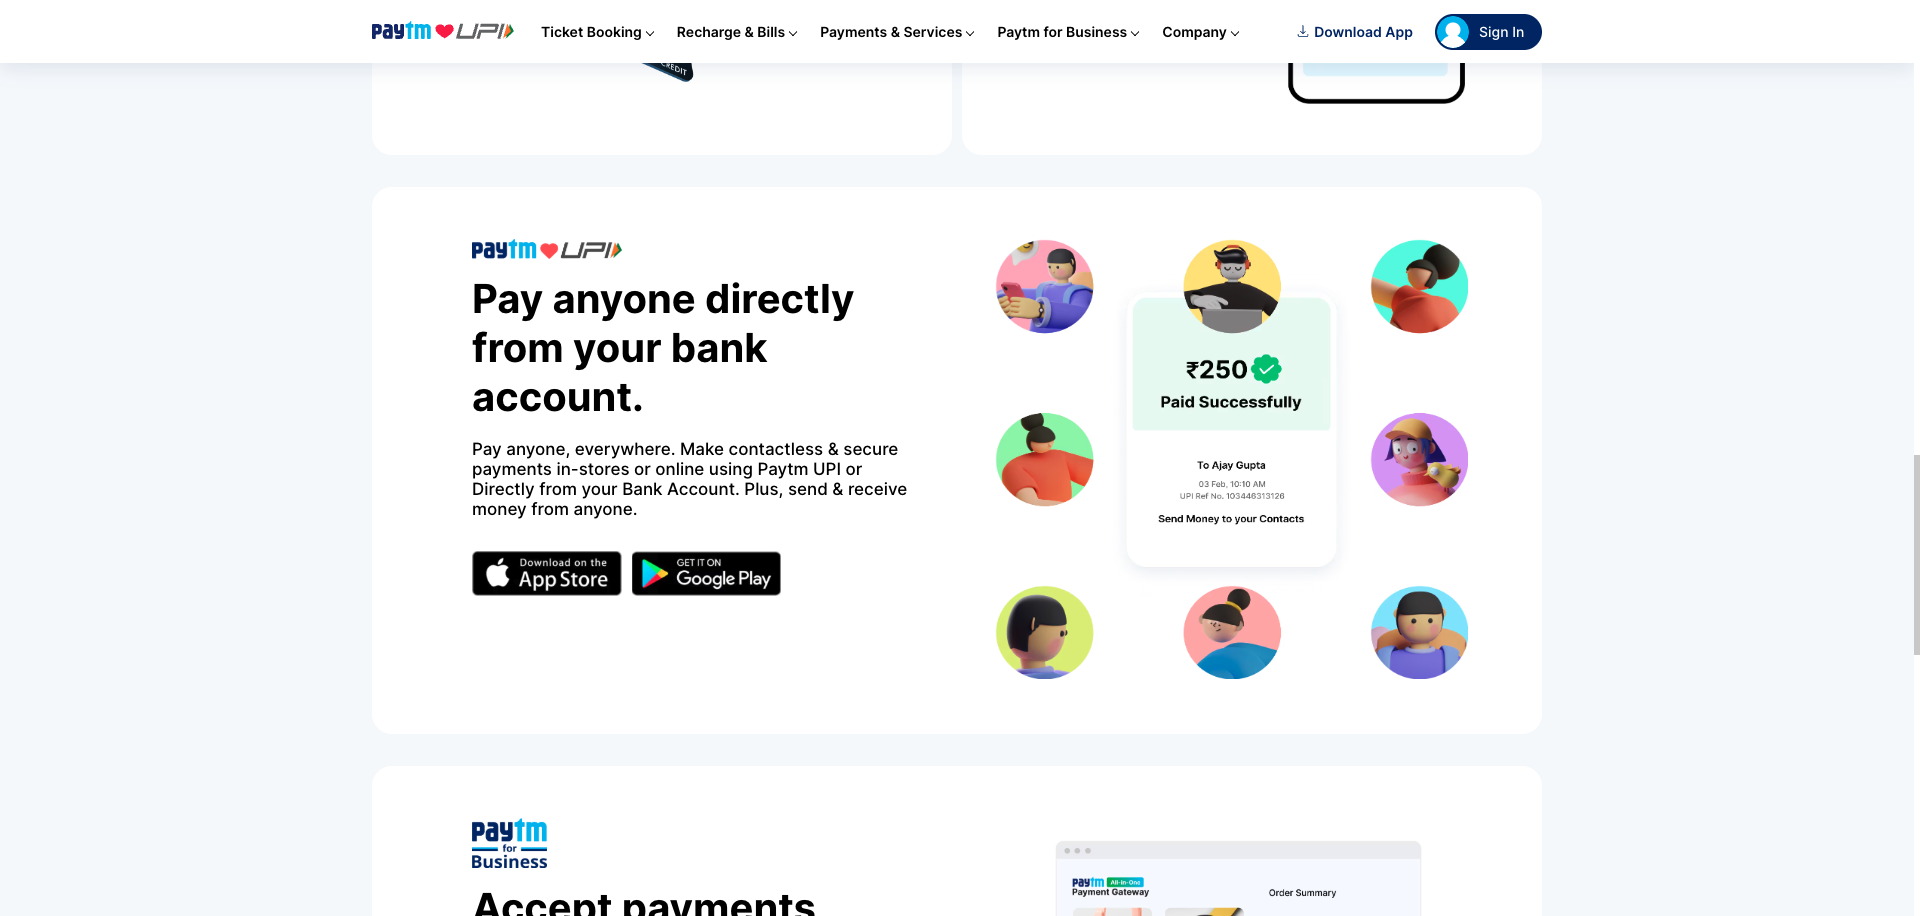 paytm UPI
Ticket Booking
Recharge & Bills
Payments & Services
Paytm for Business
Company
Download App
Sign In
CREDIT
paytm UPI
Pay anyone directly
from your bank
account.
Pay anyone, everywhere. Make contactless & secure
payments in-stores or online using Paytm UPI or
Directly from your Bank Account. Plus, send & receive
money from anyone.
Download on the
App Store
GET IT ON
Google Play
₹250
Paid Successfully
To Ajay Gupta
03 Feb, 10:10 AM
UPI Ref No. 103446313126
Send Money to your Contacts
paytm
for
Business
Accept payments
paytm All-in-One
Payment Gateway
Order Summary